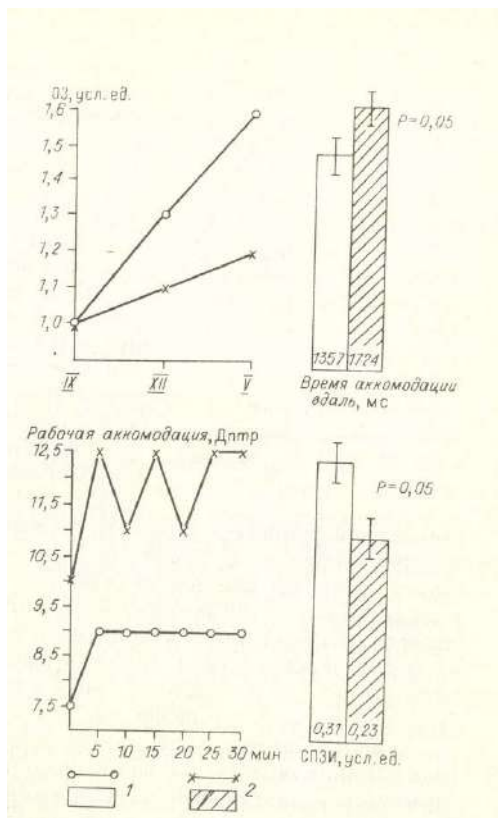 ОЗ, усл. ед.
1,6
1,5
1,4
1,3
1,2
1,1
1,0
IX XII V
P=0,05
1357 1724
Время аккомодации
вдаль, мс
Рабочая аккомодация, Дптр
12,5
11,5
10,5
9,5
8,5
7,5
5 10 15 20 25 30 мин
P=0,05
0,31 0,23
СПЗИ, усл. ед.
1 2